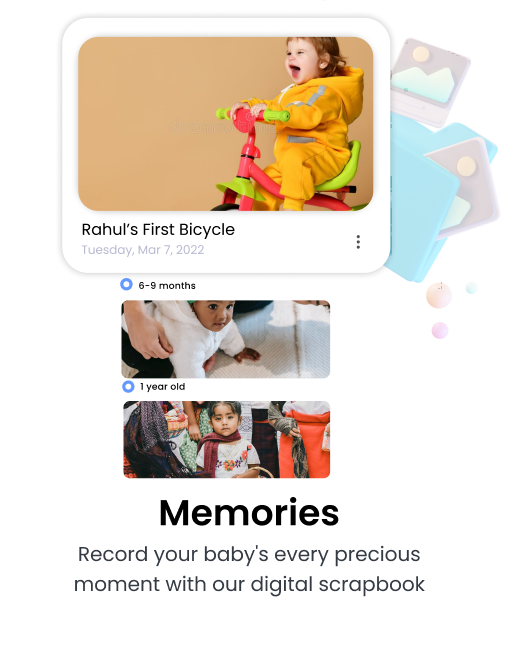 Rahul’s First Bicycle
Tuesday, Mar 7, 2022
6-9 months
1 year old
Memories
Record your baby's every precious
moment with our digital scrapbook